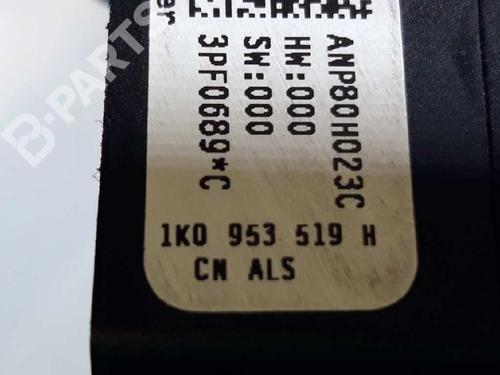 ANP80H023C
HW:000
SW:000
3PF0689*C
1K0 953 519 H
CN ALS
B-PARTS